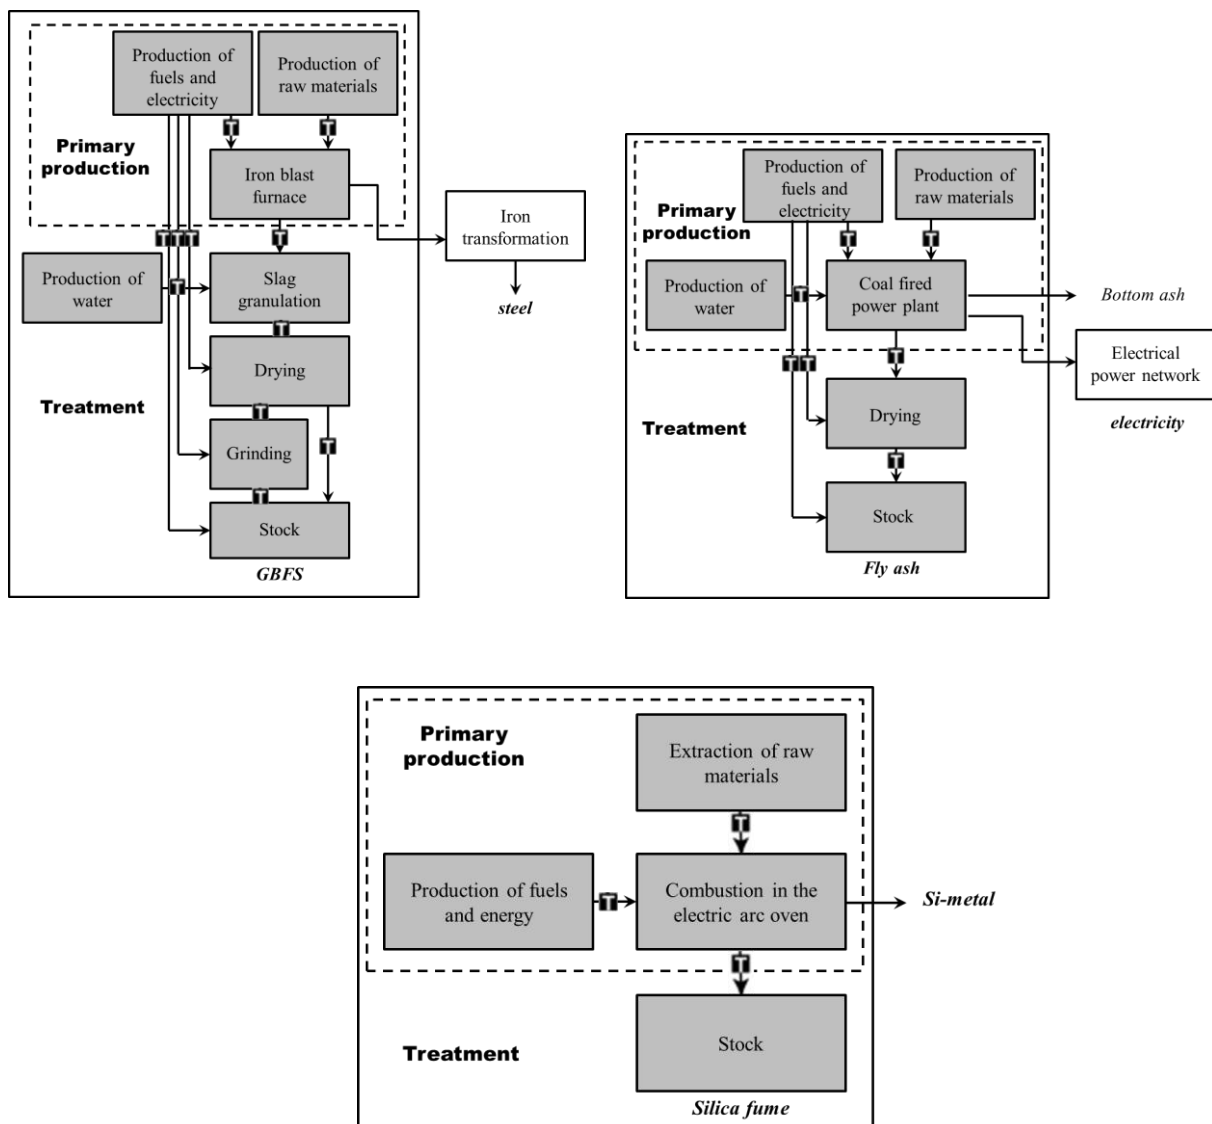 Production of
fuels and
electricity
Production of
raw materials
Primary
production
T
T
Iron blast
furnace
Iron
transformation
steel
T
T
T
T
Production of
water
T
Slag
granulation
T
Drying
Treatment
T
Grinding
T
T
Stock
GBFS
Production of
fuels and
electricity
Production of
raw materials
Primary
production
T
T
Production of
water
T
Coal fired
power plant
Bottom ash
Electrical
power network
electricity
T
T
T
Drying
Treatment
T
Stock
Fly ash
Primary
production
Extraction of raw
materials
T
Production of fuels
and energy
T
Combustion in the
electric arc oven
Si-metal
T
Stock
Treatment
Silica fume